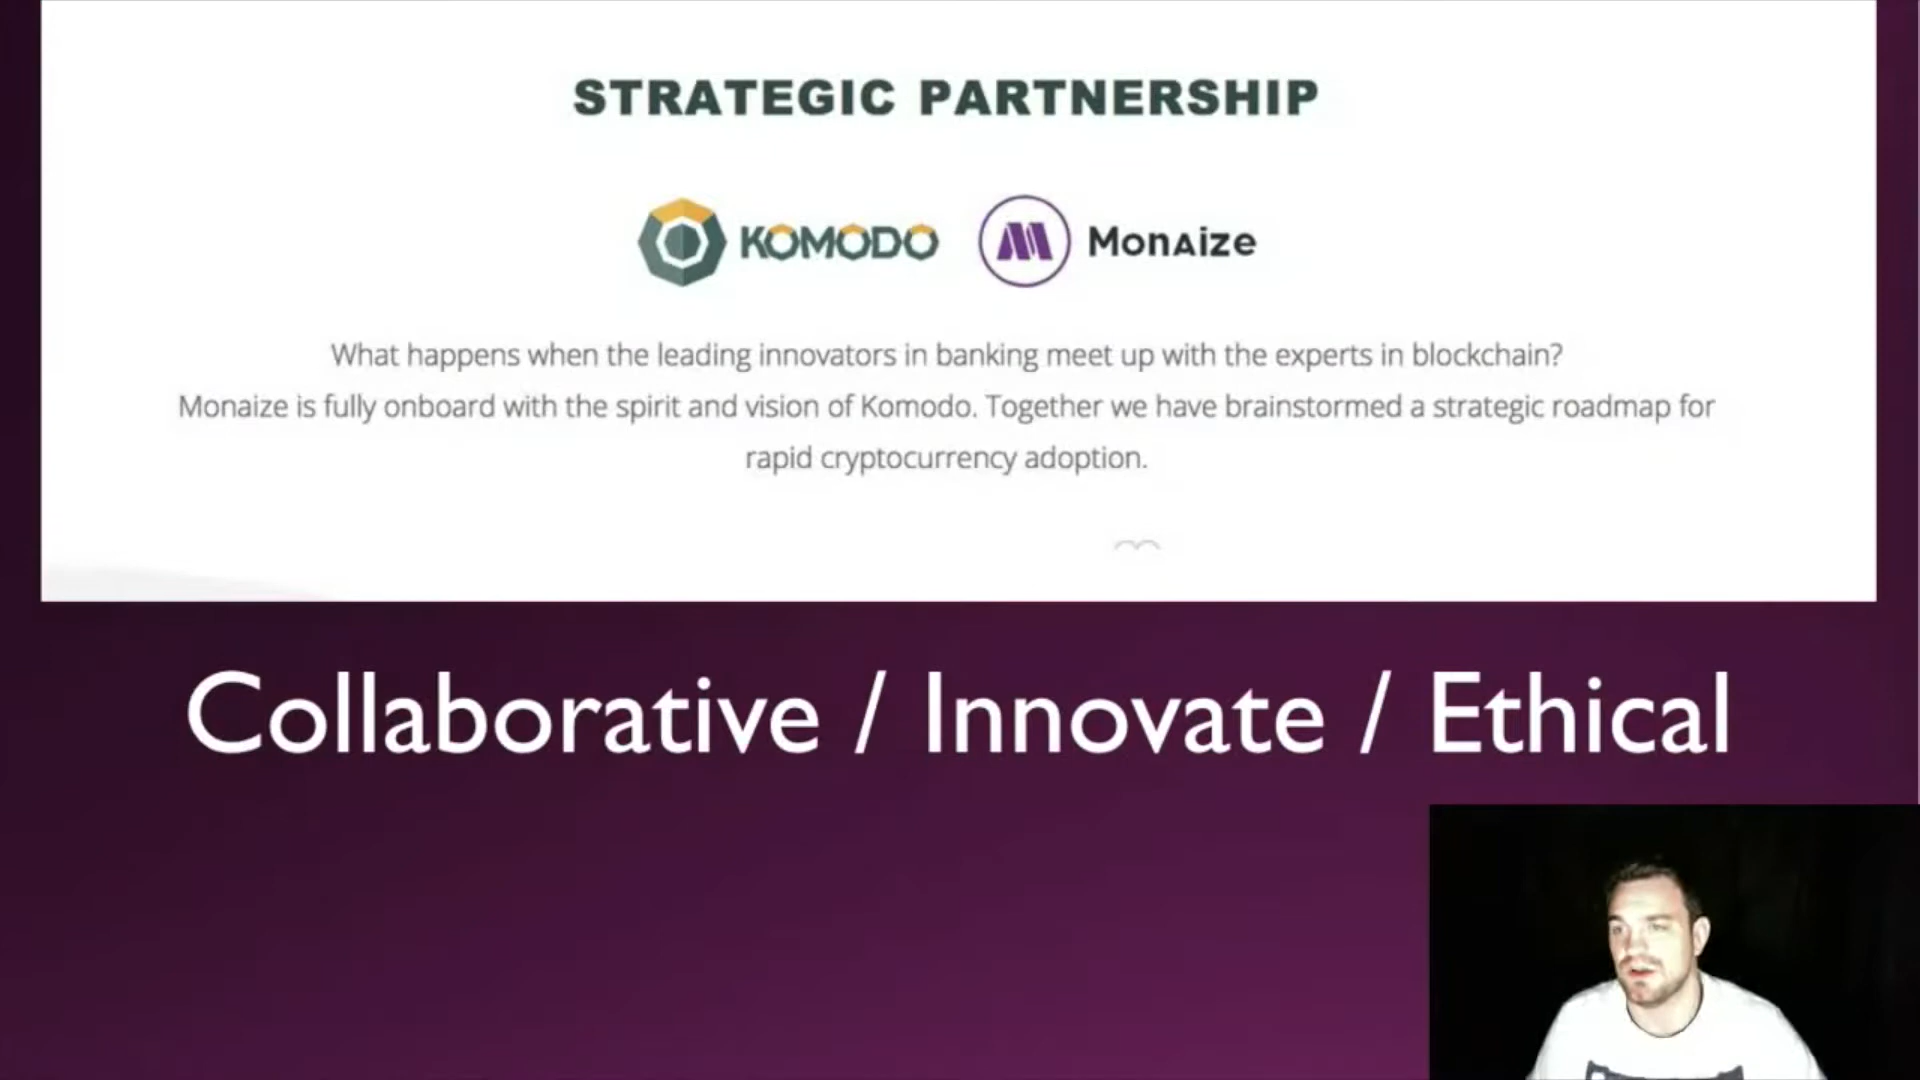 STRATEGIC PARTNERSHIP
KOMODO Monaize
What happens when the leading innovators in banking meet up with the experts in blockchain?
Monaize is fully onboard with the spirit and vision of Komodo. Together we have brainstormed a strategic roadmap for
rapid cryptocurrency adoption.
Collaborative / Innovate / Ethical